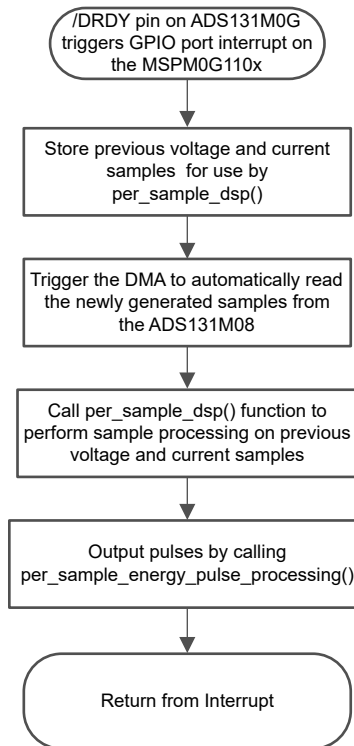 /DRDY pin on ADS131M0G
triggers GPIO port interrupt on
the MSPM0G110x
Store previous voltage and current
samples for use by
per_sample_dsp()
Trigger the DMA to automatically read
the newly generated samples from
the ADS131M08
Call per_sample_dsp() function to
perform sample processing on previous
voltage and current samples
Output pulses by calling
per_sample_energy_pulse_processing()
Return from Interrupt